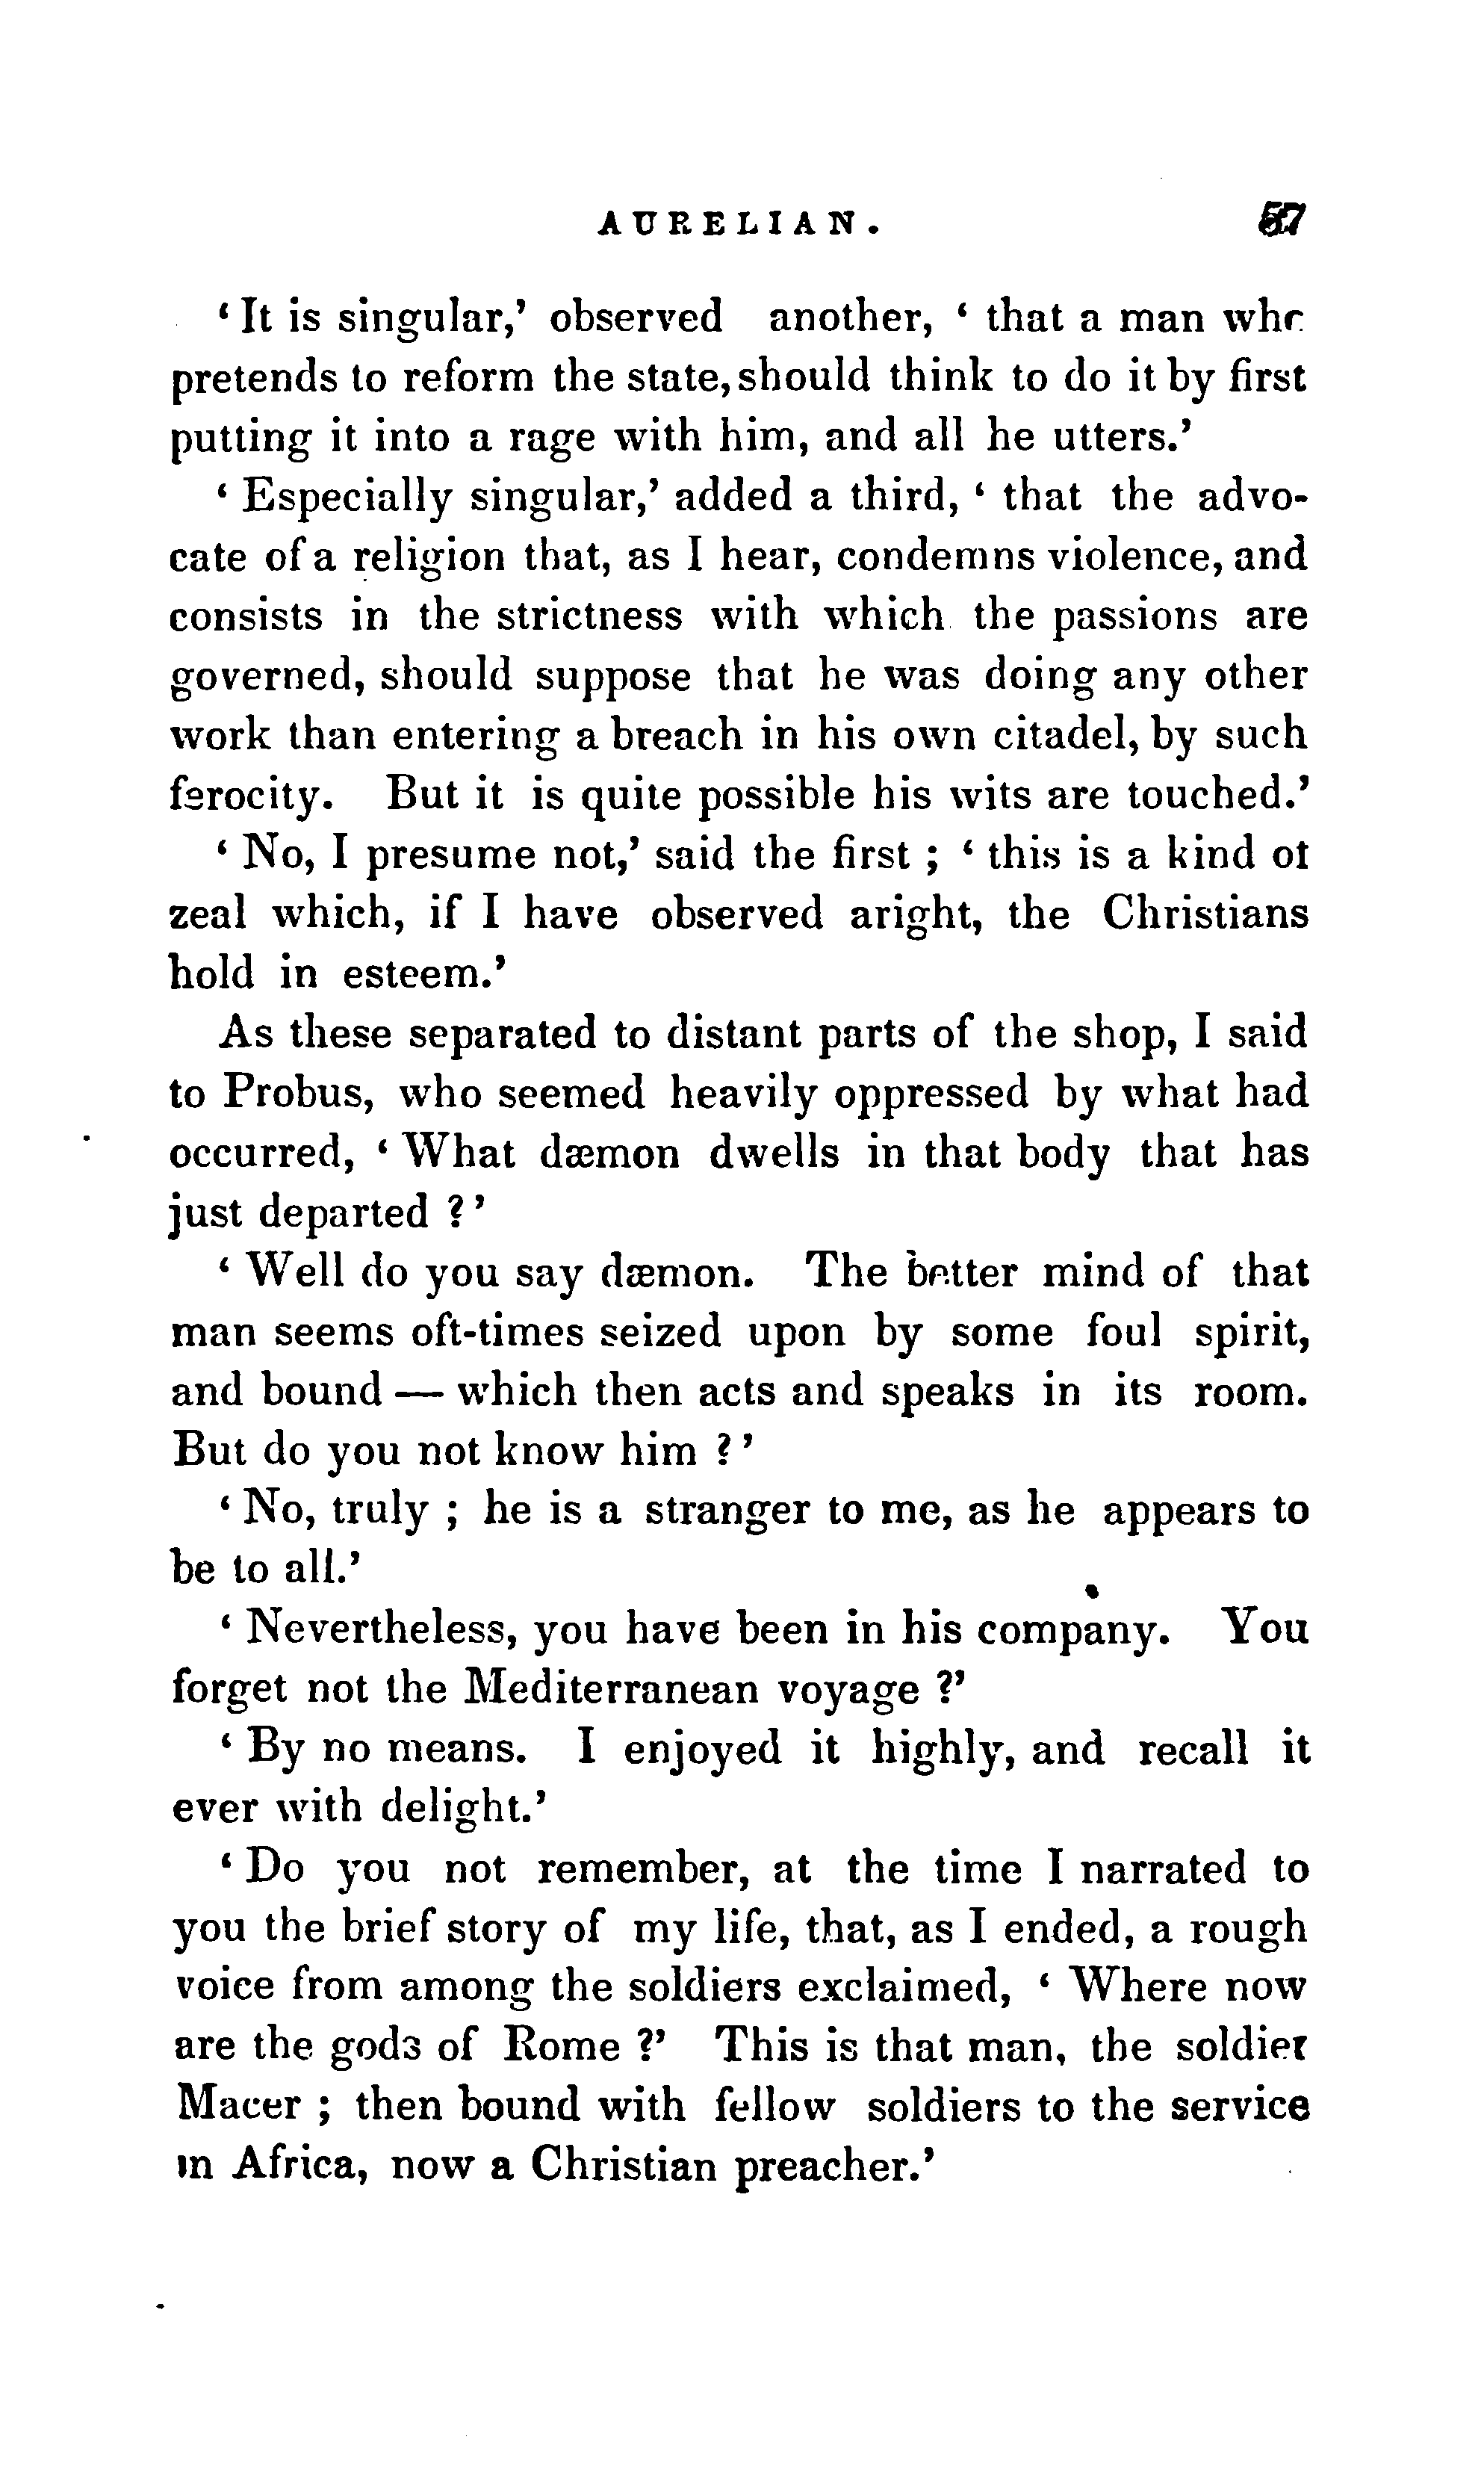 AURELIAN. 57
‘ It is singular,’ observed another, ‘ that a man who
pretends to reform the state, should think to do it by first
putting it into a rage with him, and all he utters.’
‘ Especially singular,’ added a third, ‘ that the advo-
cate of a religion that, as I hear, condemns violence, and
consists in the strictness with which the passions are
governed, should suppose that he was doing any other
work than entering a breach in his own citadel, by such
ferocity. But it is quite possible his wits are touched.’
‘ No, I presume not,’ said the first ; ‘ this is a kind of
zeal which, if I have observed aright, the Christians
hold in esteem.’
As these separated to distant parts of the shop, I said
to Probus, who seemed heavily oppressed by what had
occurred, ‘ What dæmon dwells in that body that has
just departed ? ’
‘ Well do you say dæmon. The better mind of that
man seems oft-times seized upon by some foul spirit,
and bound — which then acts and speaks in its room.
But do you not know him ? ’
‘ No, truly ; he is a stranger to me, as he appears to
be to all.’
‘ Nevertheless, you have been in his company. You
forget not the Mediterranean voyage ?’
‘ By no means. I enjoyed it highly, and recall it
ever with delight.’
‘ Do you not remember, at the time I narrated to
you the brief story of my life, that, as I ended, a rough
voice from among the soldiers exclaimed, ‘ Where now
are the gods of Rome ?’ This is that man, the soldier
Macer ; then bound with fellow soldiers to the service
in Africa, now a Christian preacher.’